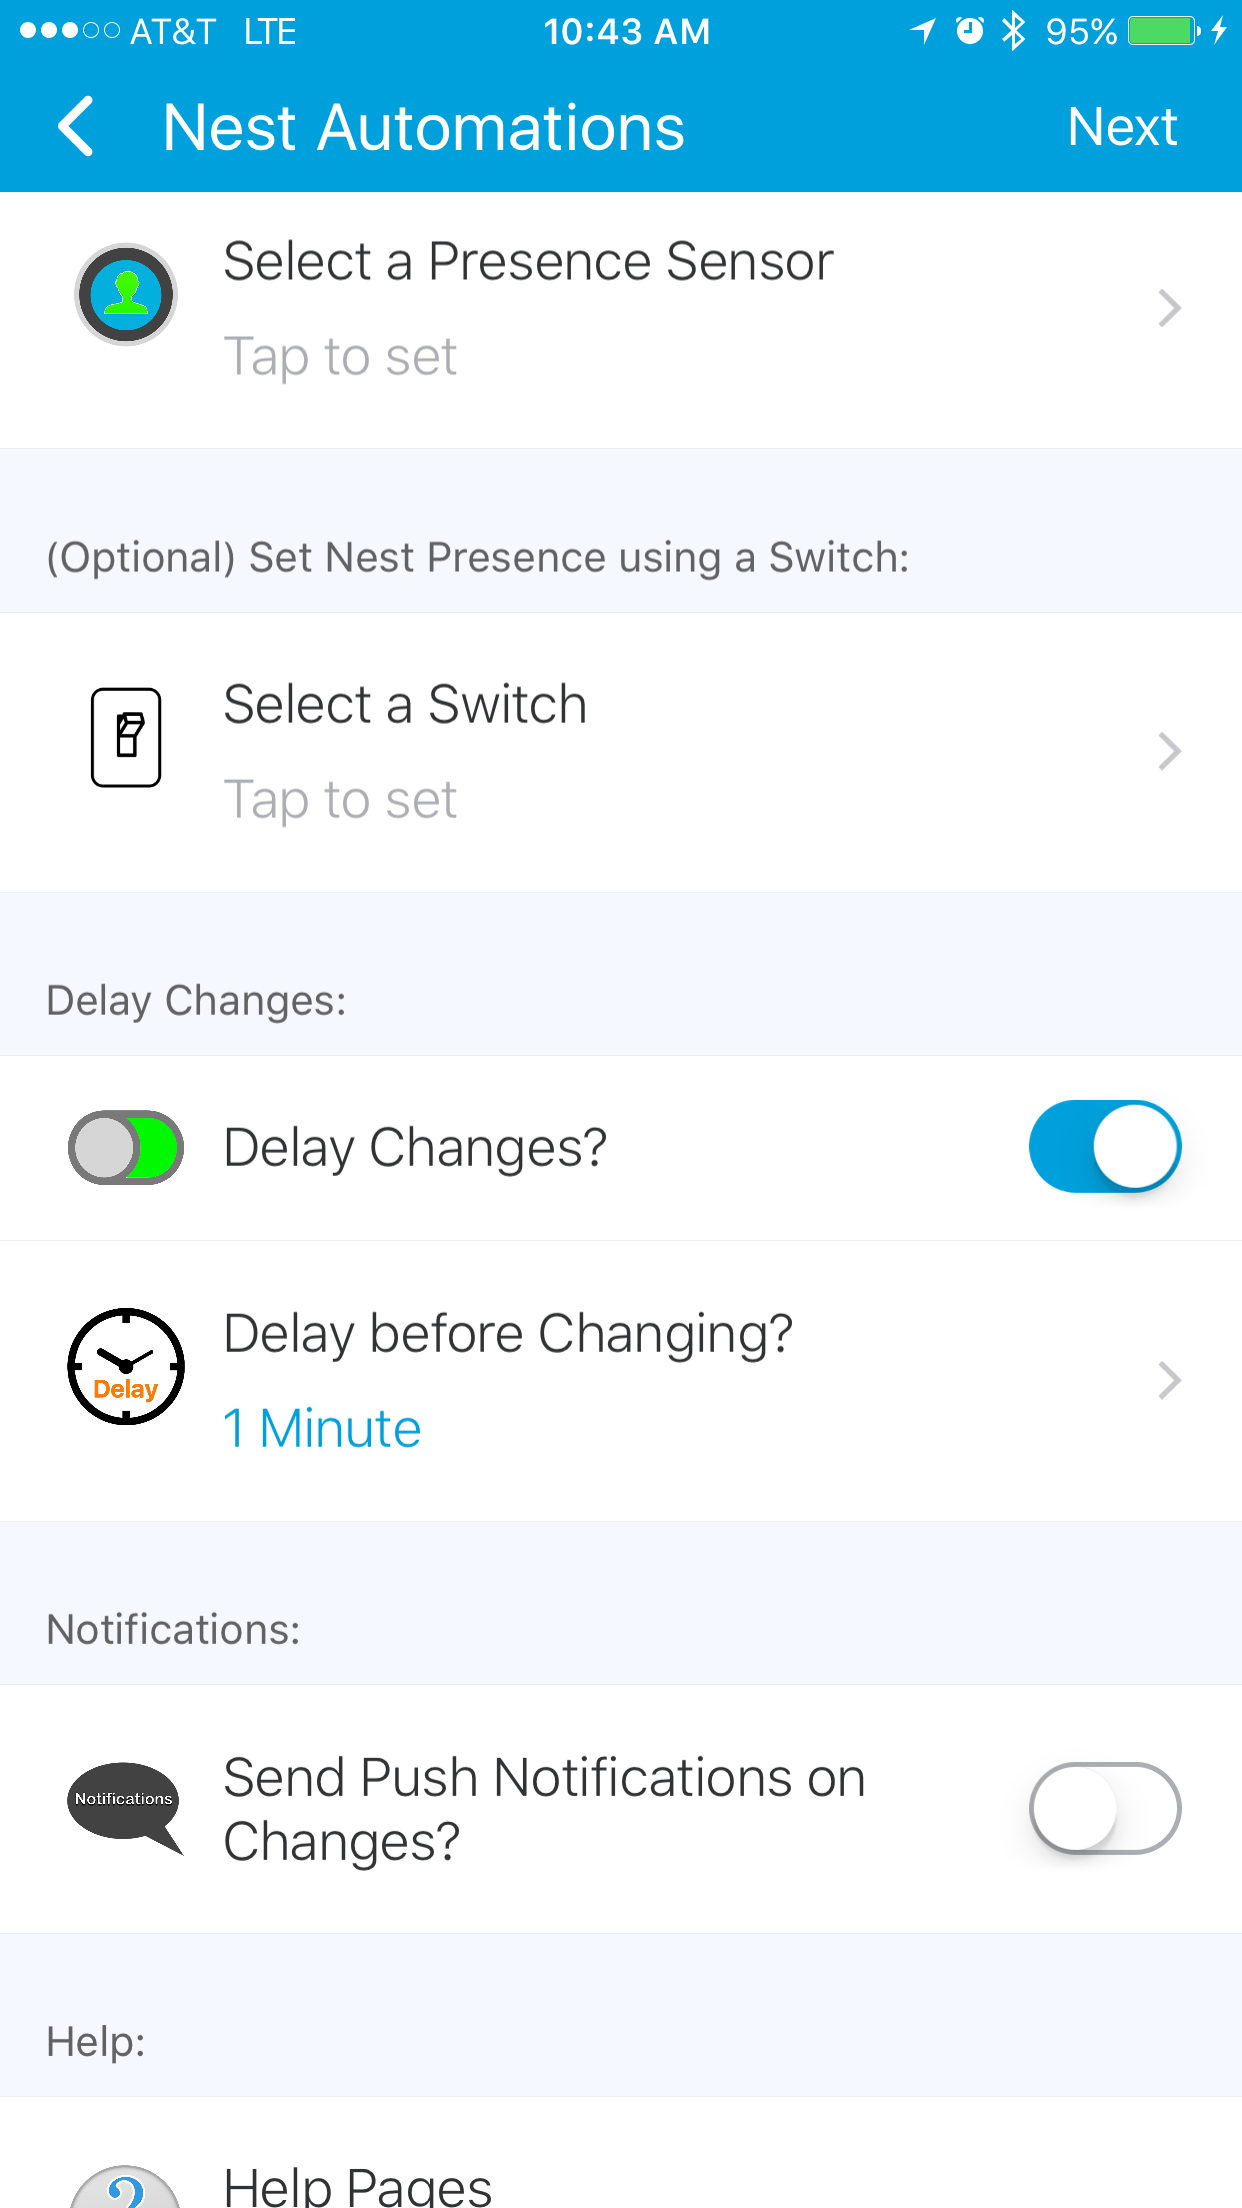 AT&T LTE 10:43 AM 95%
Nest Automations Next
Select a Presence Sensor
Tap to set
(Optional) Set Nest Presence using a Switch:
Select a Switch
Tap to set
Delay Changes:
Delay Changes?
Delay before Changing?
Delay
1 Minute
Notifications:
Send Push Notifications on
Notifications
Changes?
Help:
?
Help Pages